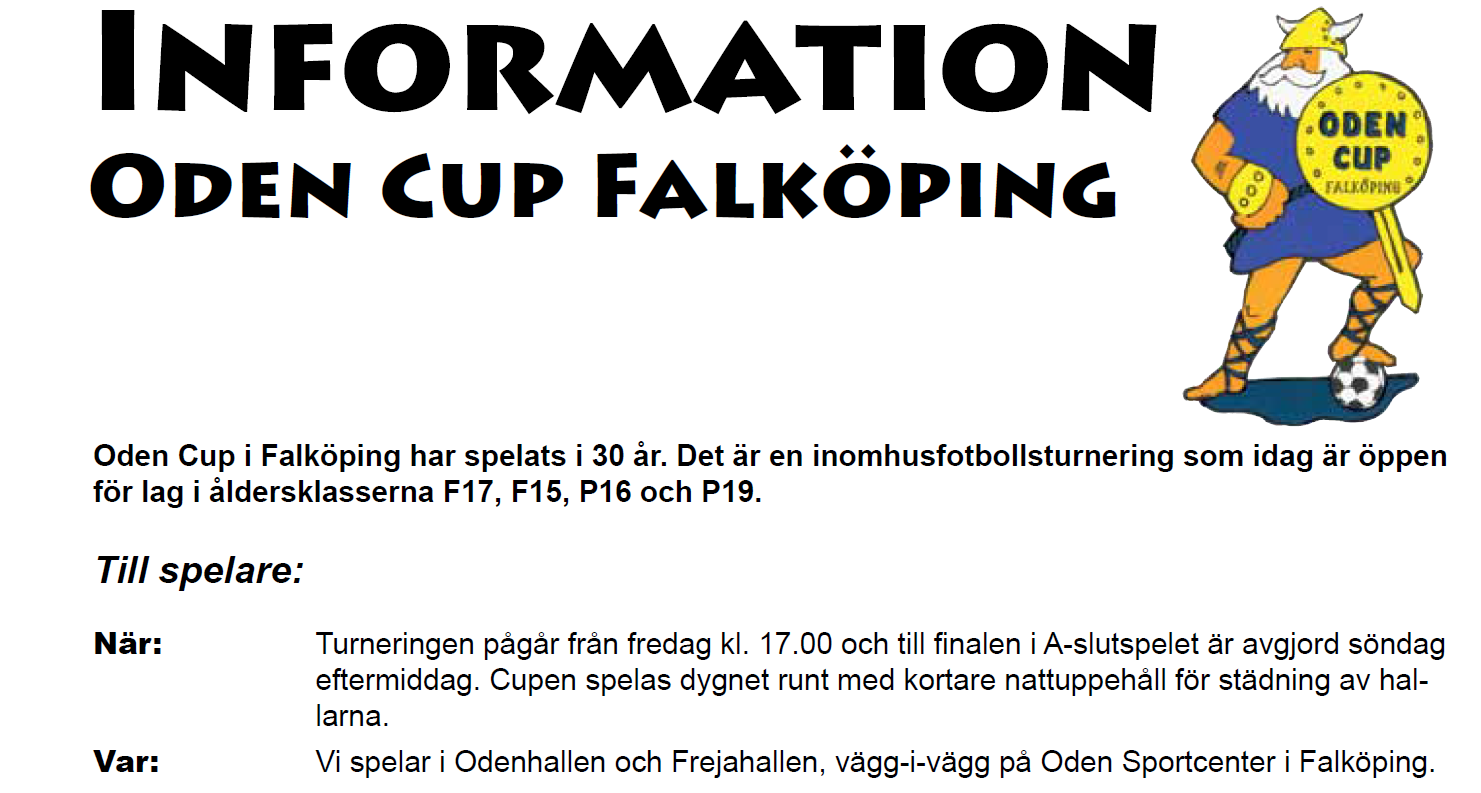 INFORMATION
ODEN CUP FALKÖPING
ODEN
CUP
FALKÖPING
Oden Cup i Falköping har spelats i 30 år. Det är en inomhusfotbollsturnering som idag är öppen
för lag i åldersklasserna F17, F15, P16 och P19.
Till spelare:
När: Turneringen pågår från fredag kl. 17.00 och till finalen i A-slutspelet är avgjord söndag
eftermiddag. Cupen spelas dygnet runt med kortare nattuppehåll för städning av hal-
larna.
Var: Vi spelar i Odenhallen och Frejahallen, vägg-i-vägg på Oden Sportcenter i Falköping.